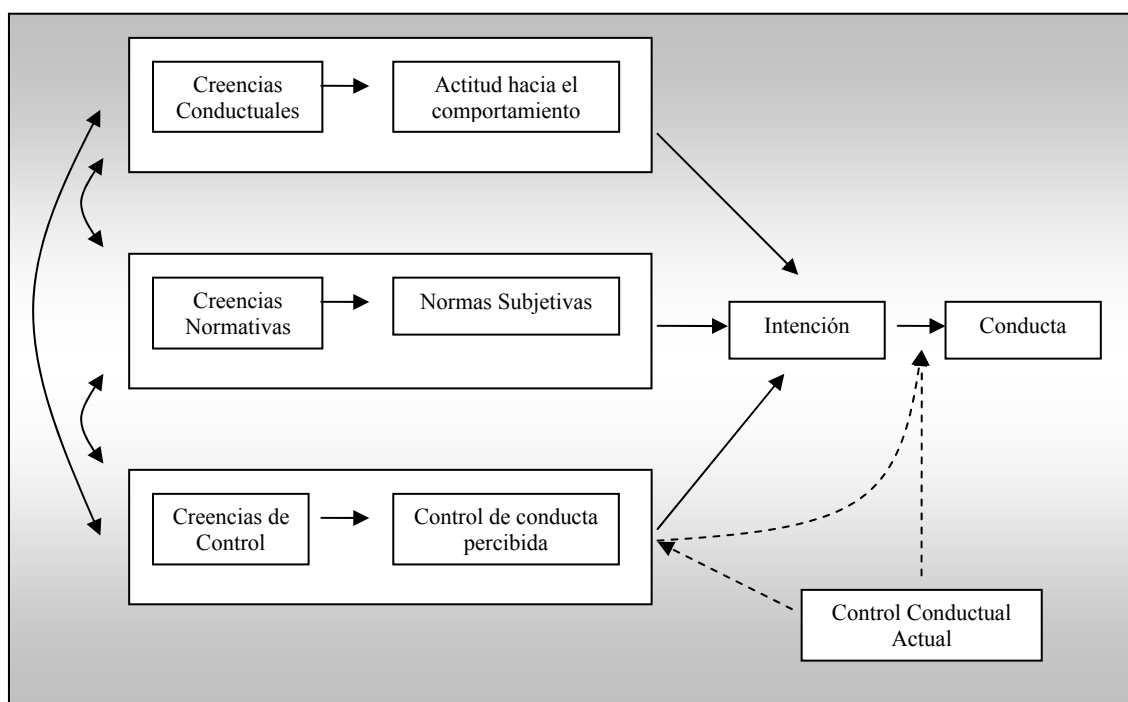 Creencias
Conductuales
Actitud hacia el
comportamiento
Creencias
Normativas
Normas Subjetivas
Intención
Conducta
Creencias de
Control
Control de conducta
percibida
Control Conductual
Actual